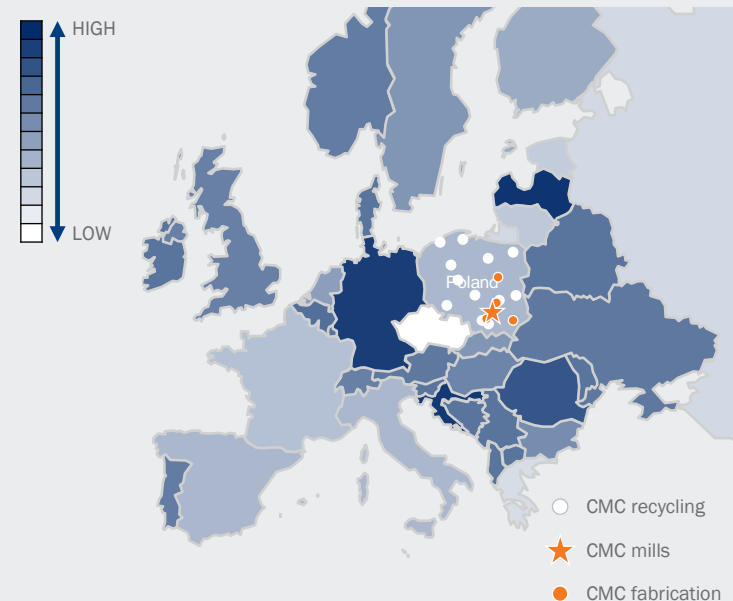 HIGH
LOW
Poland
CMC recycling
CMC mills
CMC fabrication